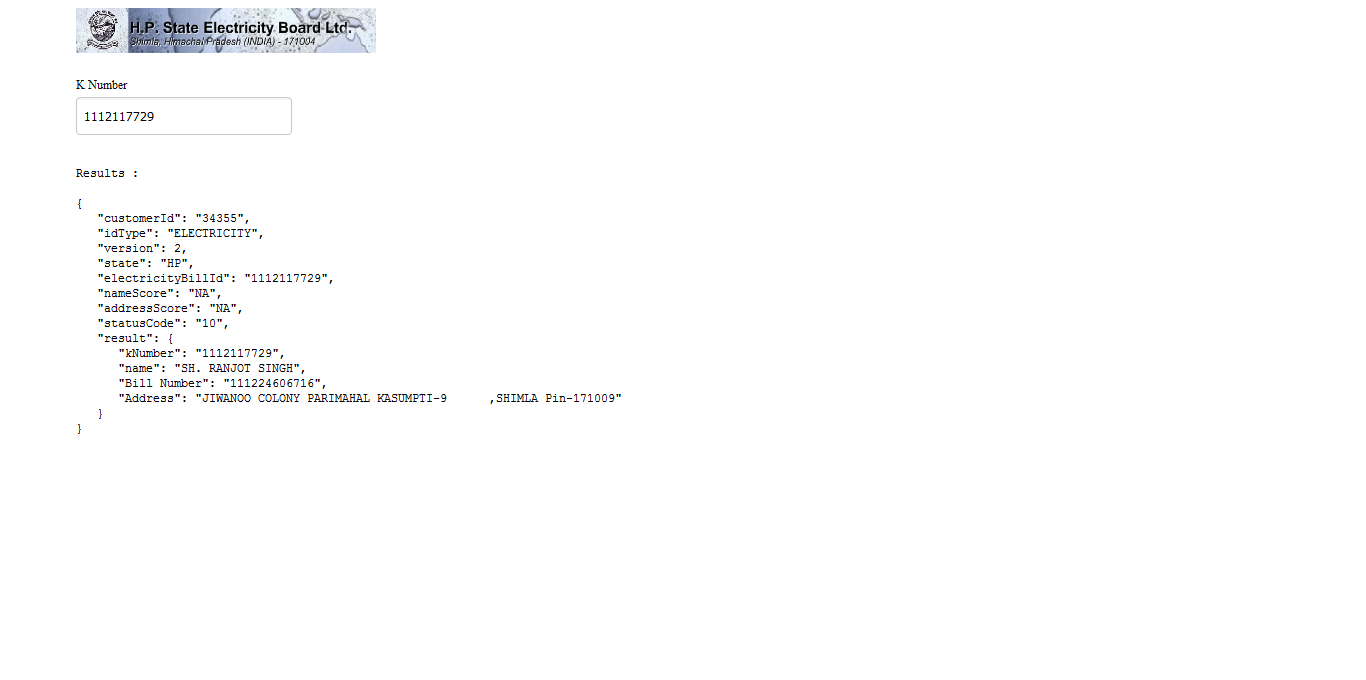 H.P. State Electricity Board Ltd.
Shimla, Himachal Pradesh (INDIA) - 171004
K Number
1112117729
Results :
{
"customerId": "34355",
"idType": "ELECTRICITY",
"version": 2,
"state": "HP",
"electricityBillId": "1112117729",
"nameScore": "NA",
"addressScore": "NA",
"statusCode": "10",
"result": {
"kNumber": "1112117729",
"name": "SH. RANJOT SINGH",
"Bill Number": "111224606716",
"Address": "JIWANOO COLONY PARIMAHAL KASUMPTI-9      ,SHIMLA Pin-171009"
}
}